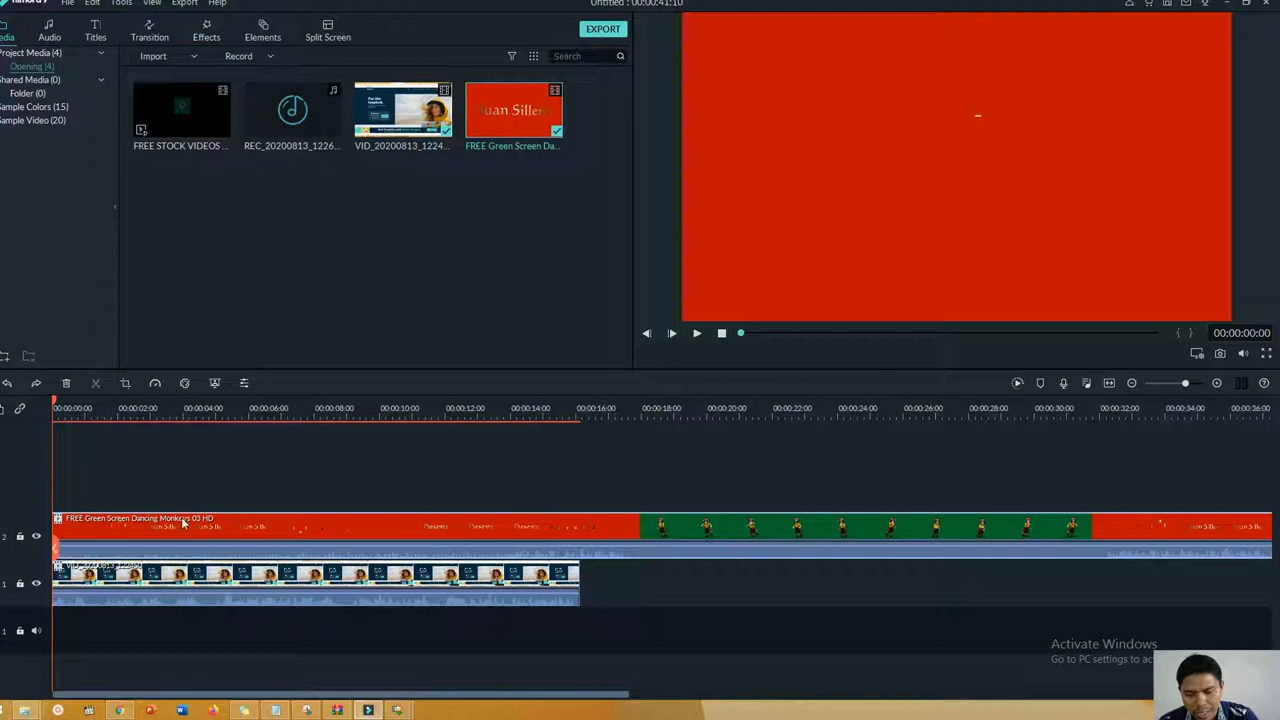 File Edit Tools View Export Help
Untitled : 00:00:41:10
Audio Titles Transition Effects Elements Split Screen EXPORT
Project Media (4)
Opening (4)
Shared Media (0)
Folder (0)
Sample Colors (15)
Sample Video (20)
Import Record Search
FREE STOCK VIDEOS ... REC_20200813_1226... VID_20200813_1224... FREE Green Screen Da...
00:00:00:00
00:00:00:00 00:00:02:00 00:00:04:00 00:00:06:00 00:00:08:00 00:00:10:00 00:00:12:00 00:00:14:00 00:00:16:00 00:00:18:00 00:00:20:00 00:00:22:00 00:00:24:00 00:00:26:00 00:00:28:00 00:00:30:00 00:00:32:00 00:00:34:00 00:00:36:00
FREE Green Screen Dancing Monkeys 03 HD
2
1
1
Activate Windows
Go to PC settings to